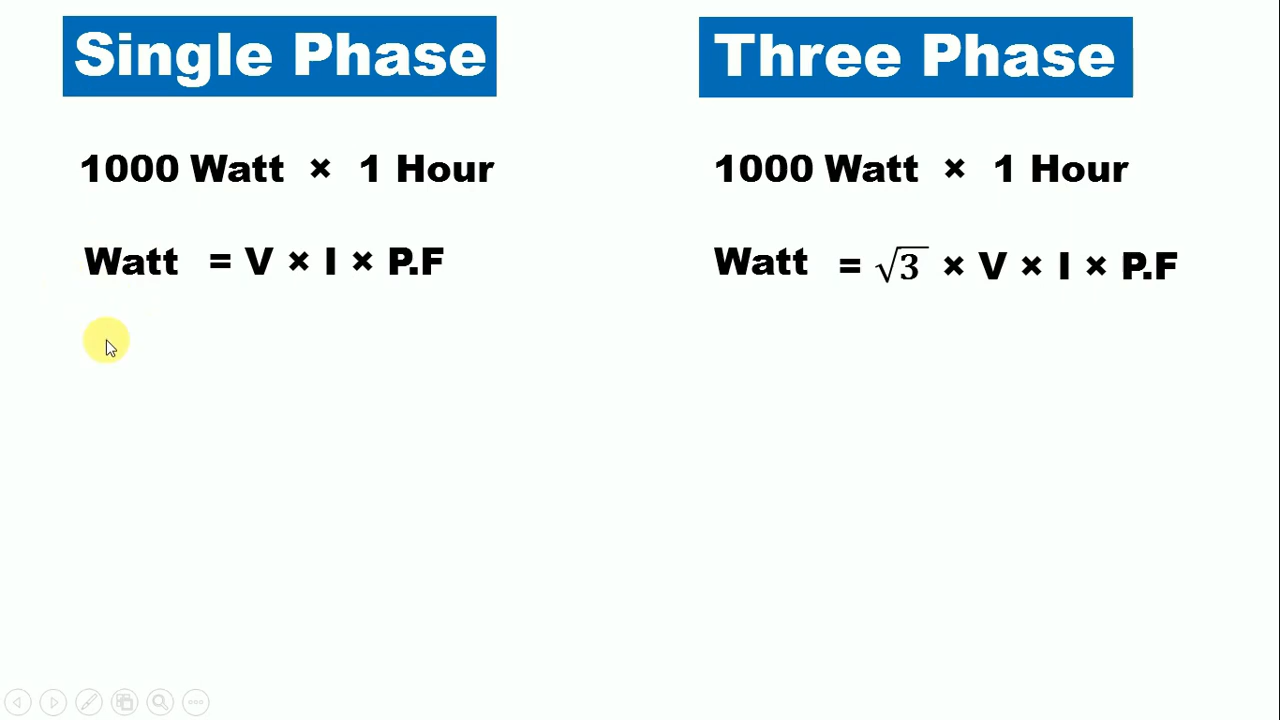 Single Phase
1000 Watt × 1 Hour
Watt = V × I × P.F
Three Phase
1000 Watt × 1 Hour
Watt = √3 × V × I × P.F